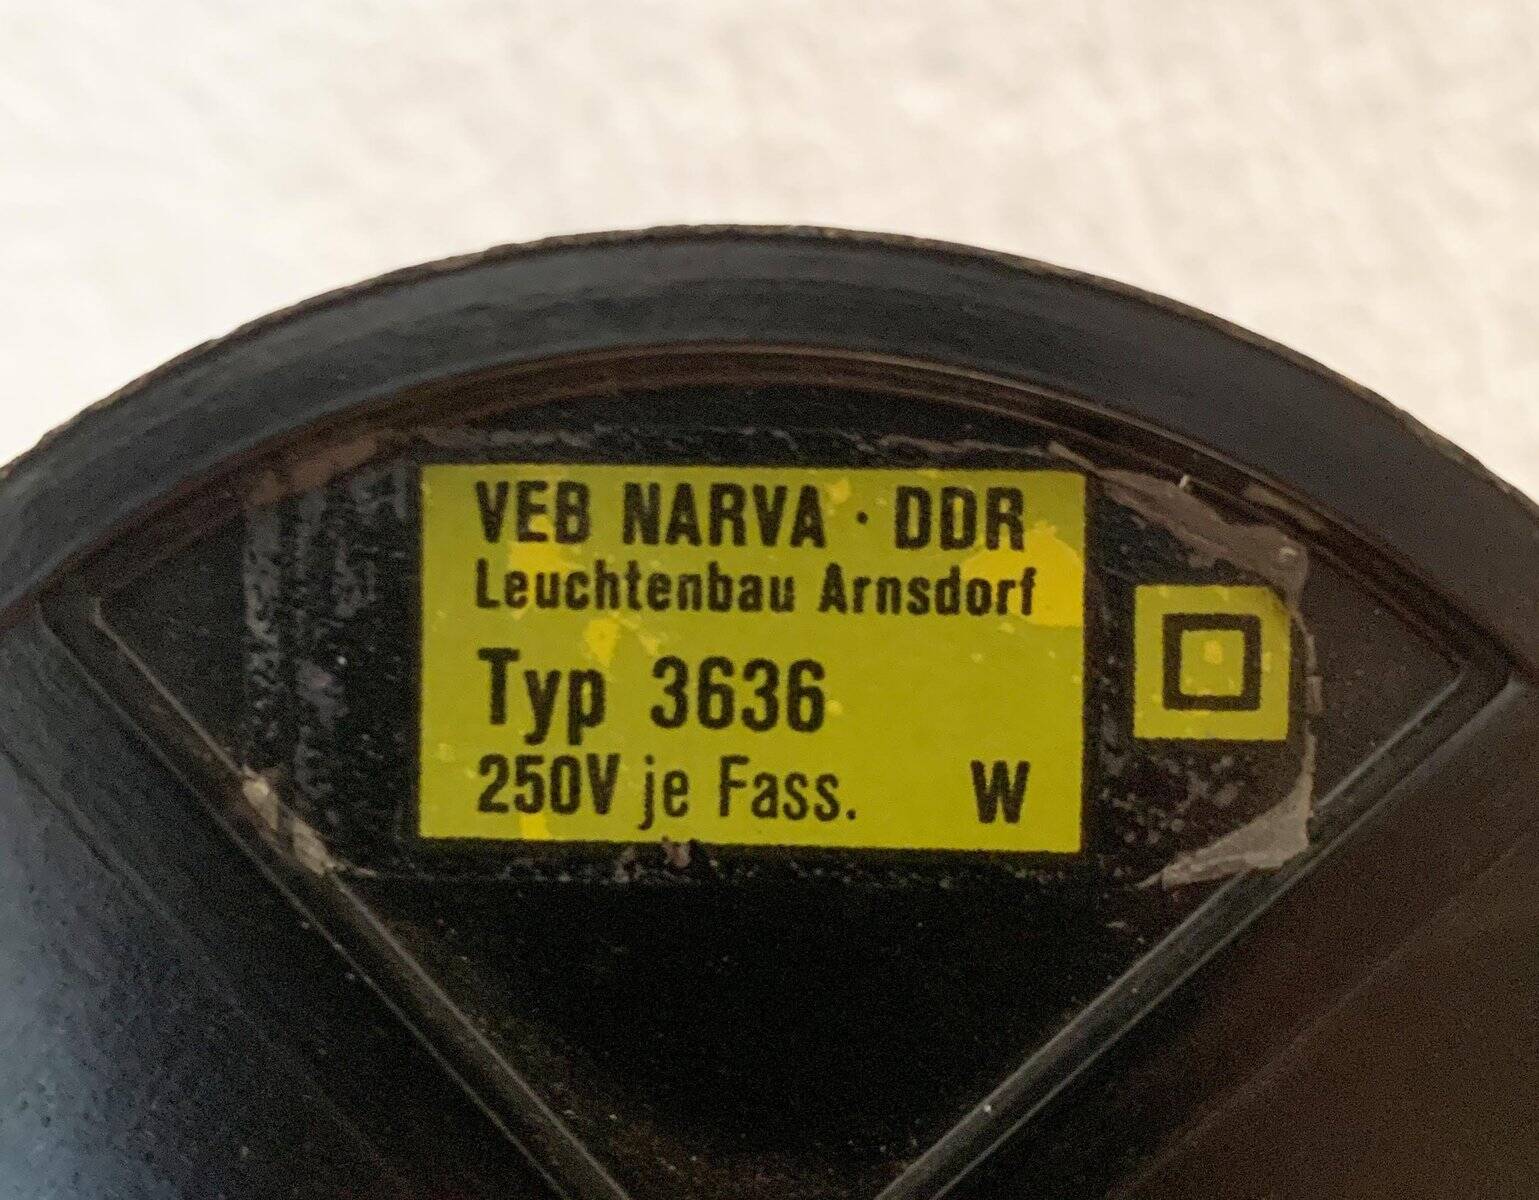 VEB NARVA · DDR
Leuchtenbau Arnsdorf
Typ 3636
250V je Fass. W